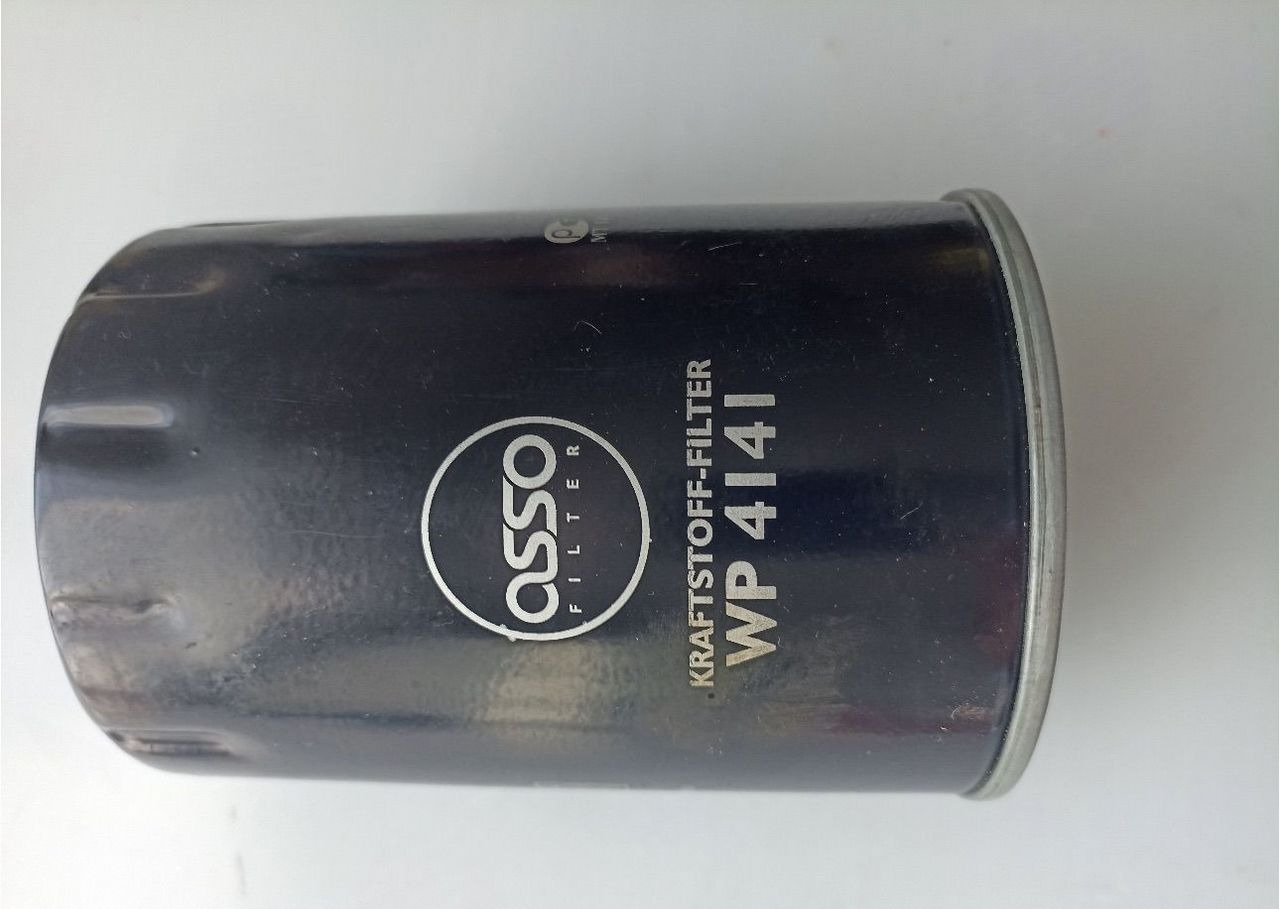 asso
FILTER
KRAFTSTOFF-FiLTER
WP 4141